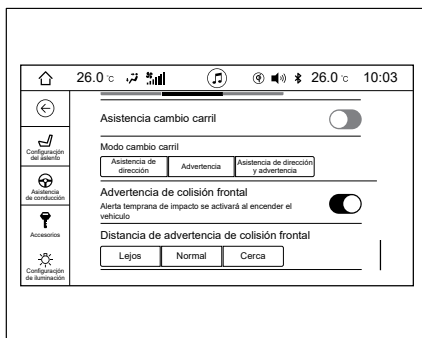 26.0 °c
26.0 °c
10:03
Asistencia cambio carril
Configuración
del asiento
Modo cambio carril
Asistencia de
dirección
Advertencia
Asistencia de dirección
y advertencia
Asistencia
de conducción
Advertencia de colisión frontal
Alerta temprana de impacto se activará al encender el
vehículo
Accesorios
Distancia de advertencia de colisión frontal
Lejos
Normal
Cerca
Configuración
de iluminación